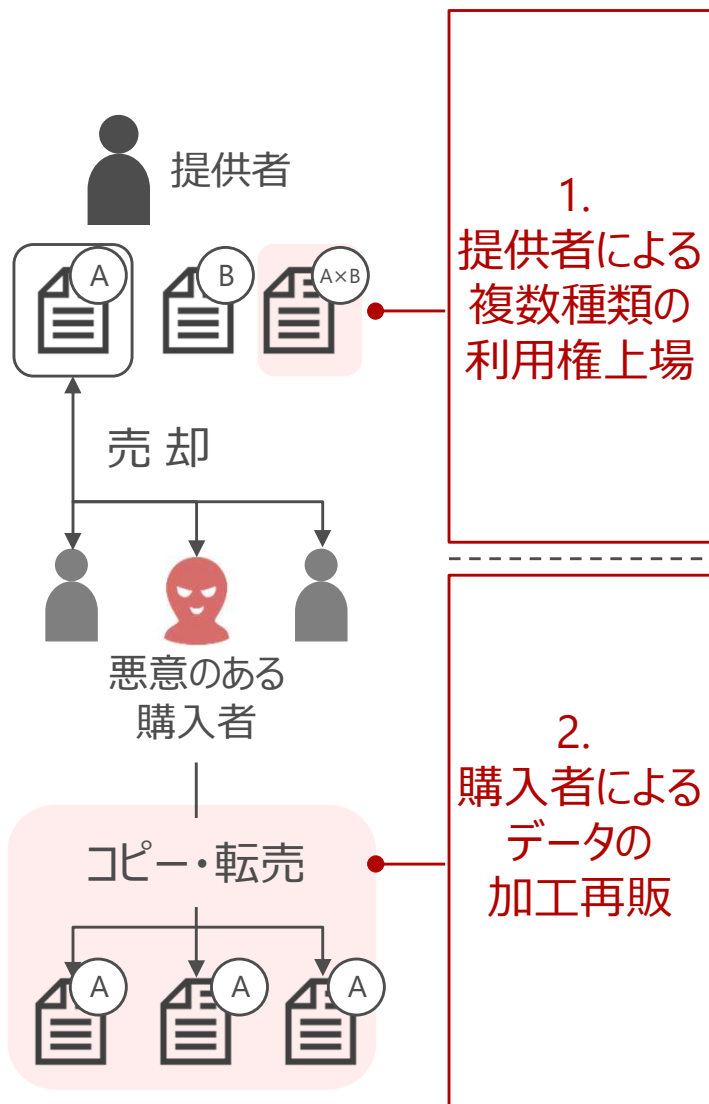 提供者
A
B
A×B
売 却
悪意のある
購入者
コピー・転売
A
A
A
1.
提供者による
複数種類の
利用権上場
2.
購入者による
データの
加工再販